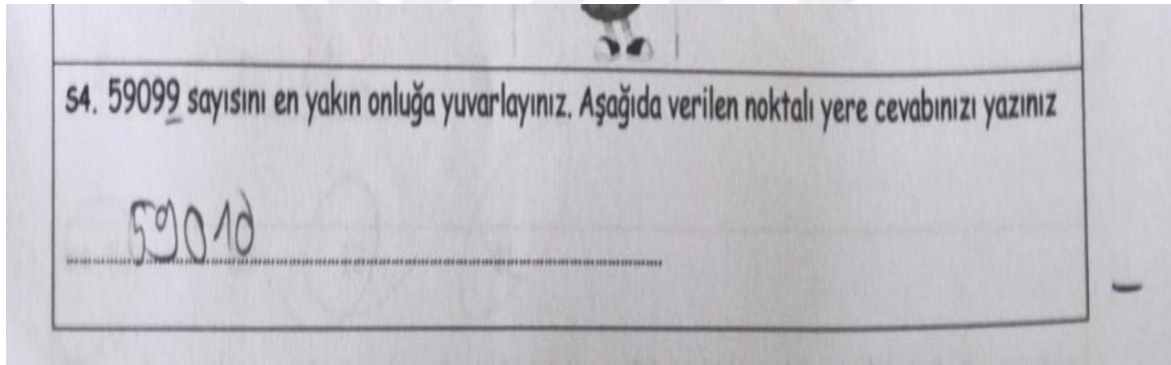 S4. 59099 sayısını en yakın onluğa yuvarlayınız. Aşağıda verilen noktalı yere cevabınızı yazınız
59010